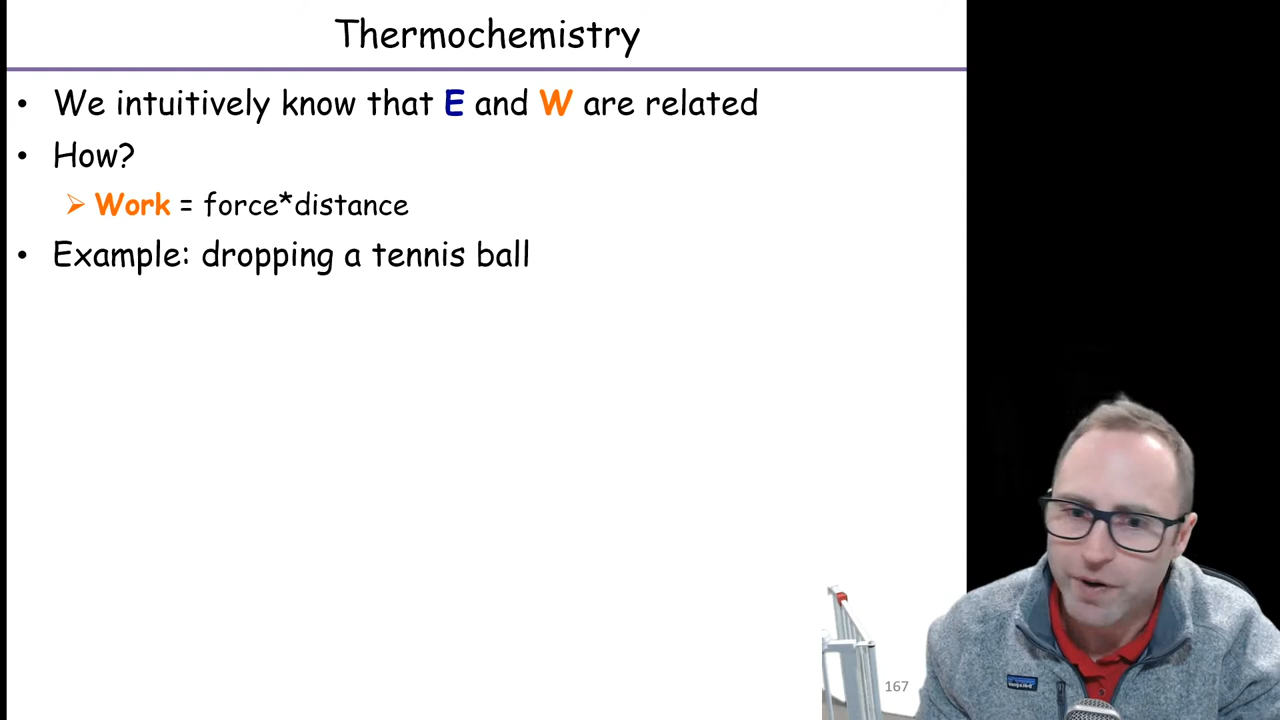 Thermochemistry
• We intuitively know that E and W are related
• How?
➢ Work = force*distance
• Example: dropping a tennis ball
167